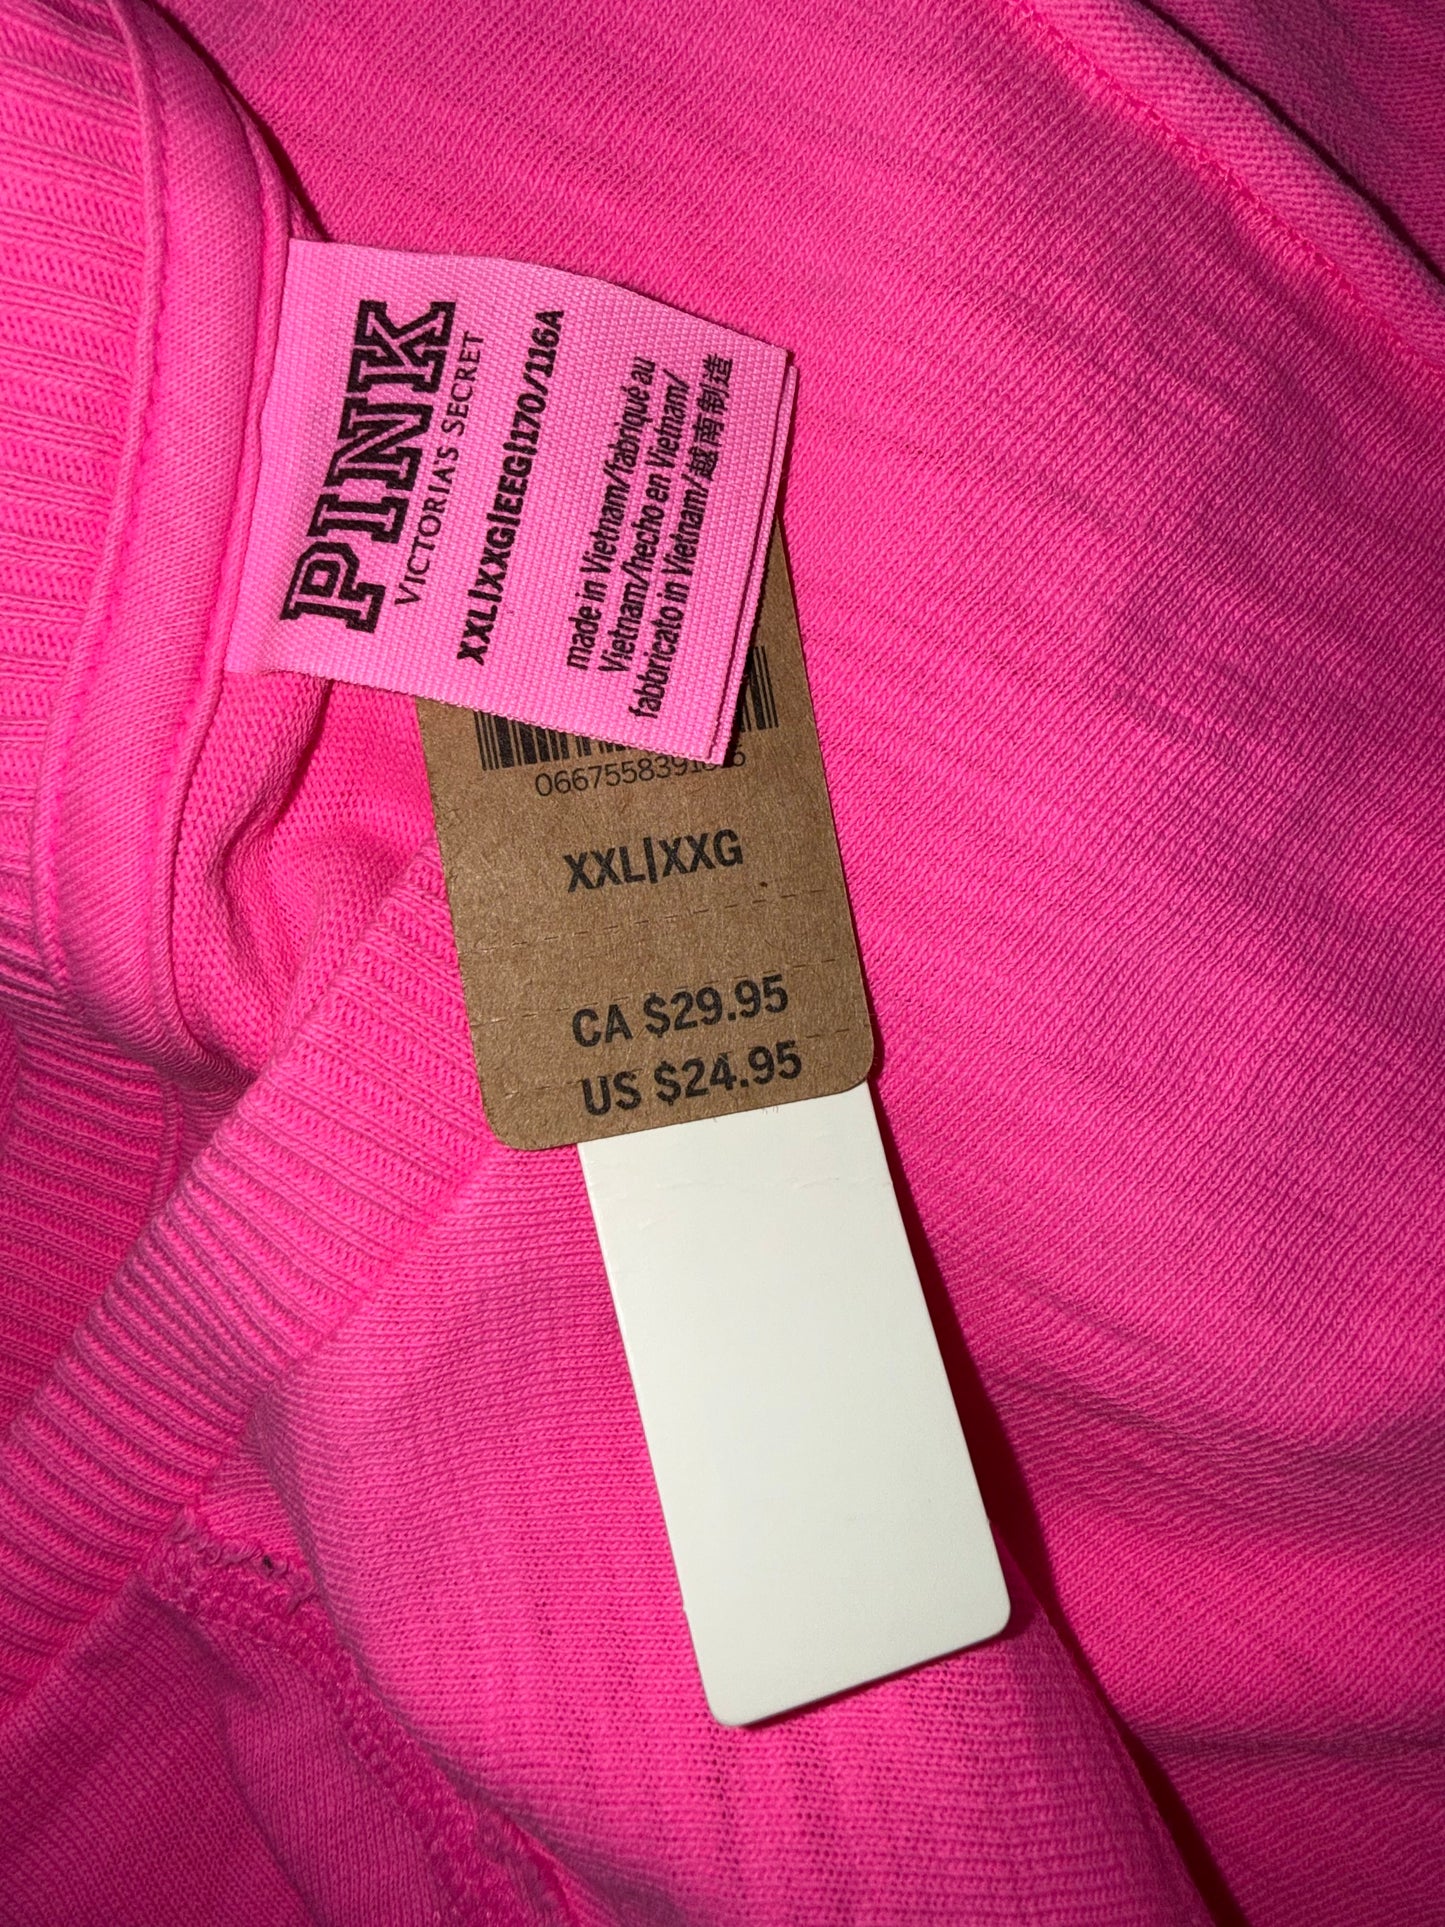 PINK
VICTORIA'S SECRET
XXL|XXG|EEG|170/116A
made in Vietnam/fabriqué au
Vietnam/hecho en Vietnam/
fabbricato in Vietnam/越南制造
XXL|XXG
CA $29.95
US $24.95